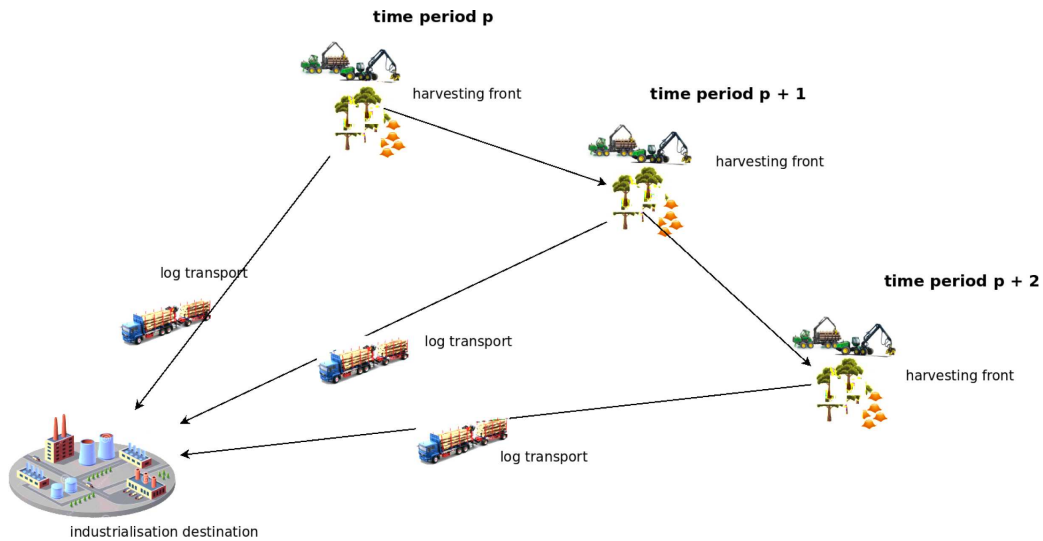 time period p
harvesting front
time period p + 1
harvesting front
log transport
time period p + 2
log transport
harvesting front
log transport
industrialisation destination